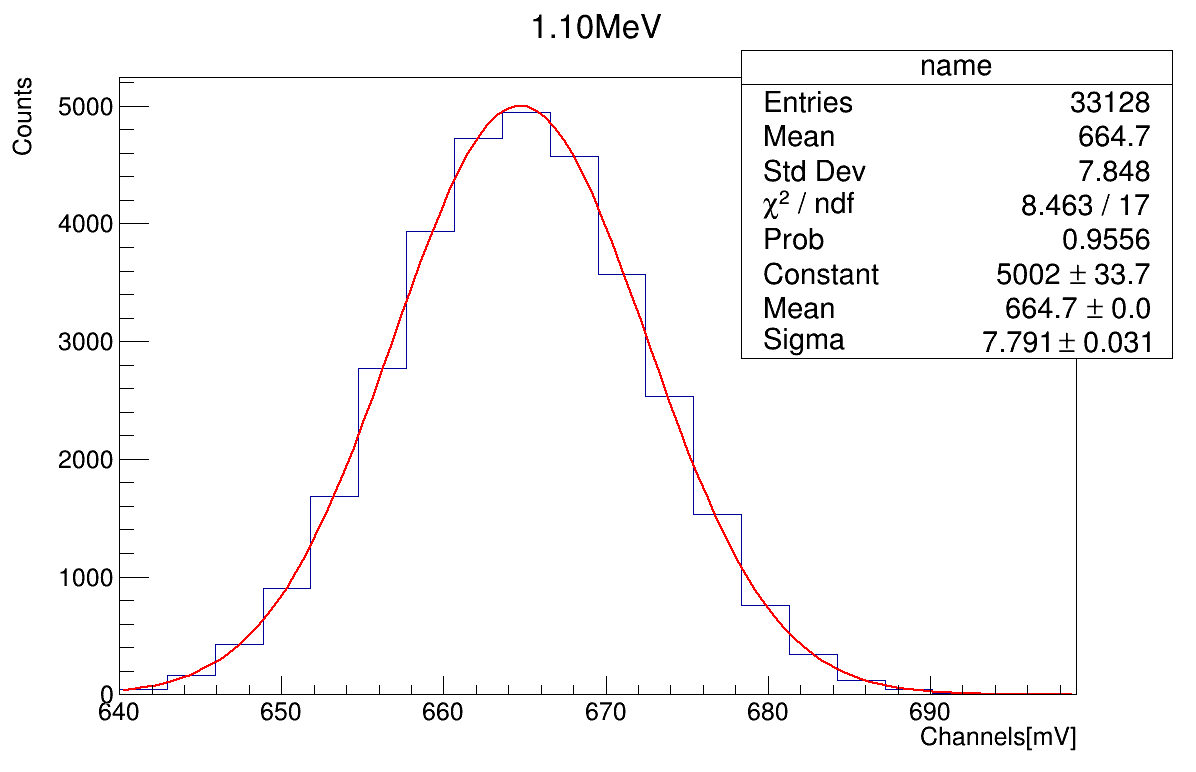 1.10MeV
Counts
name
Entries 33128
Mean 664.7
Std Dev 7.848
χ² / ndf 8.463 / 17
Prob 0.9556
Constant 5002 ± 33.7
Mean 664.7 ± 0.0
Sigma 7.791 ± 0.031
5000
4000
3000
2000
1000
0
640 650 660 670 680 690
Channels[mV]